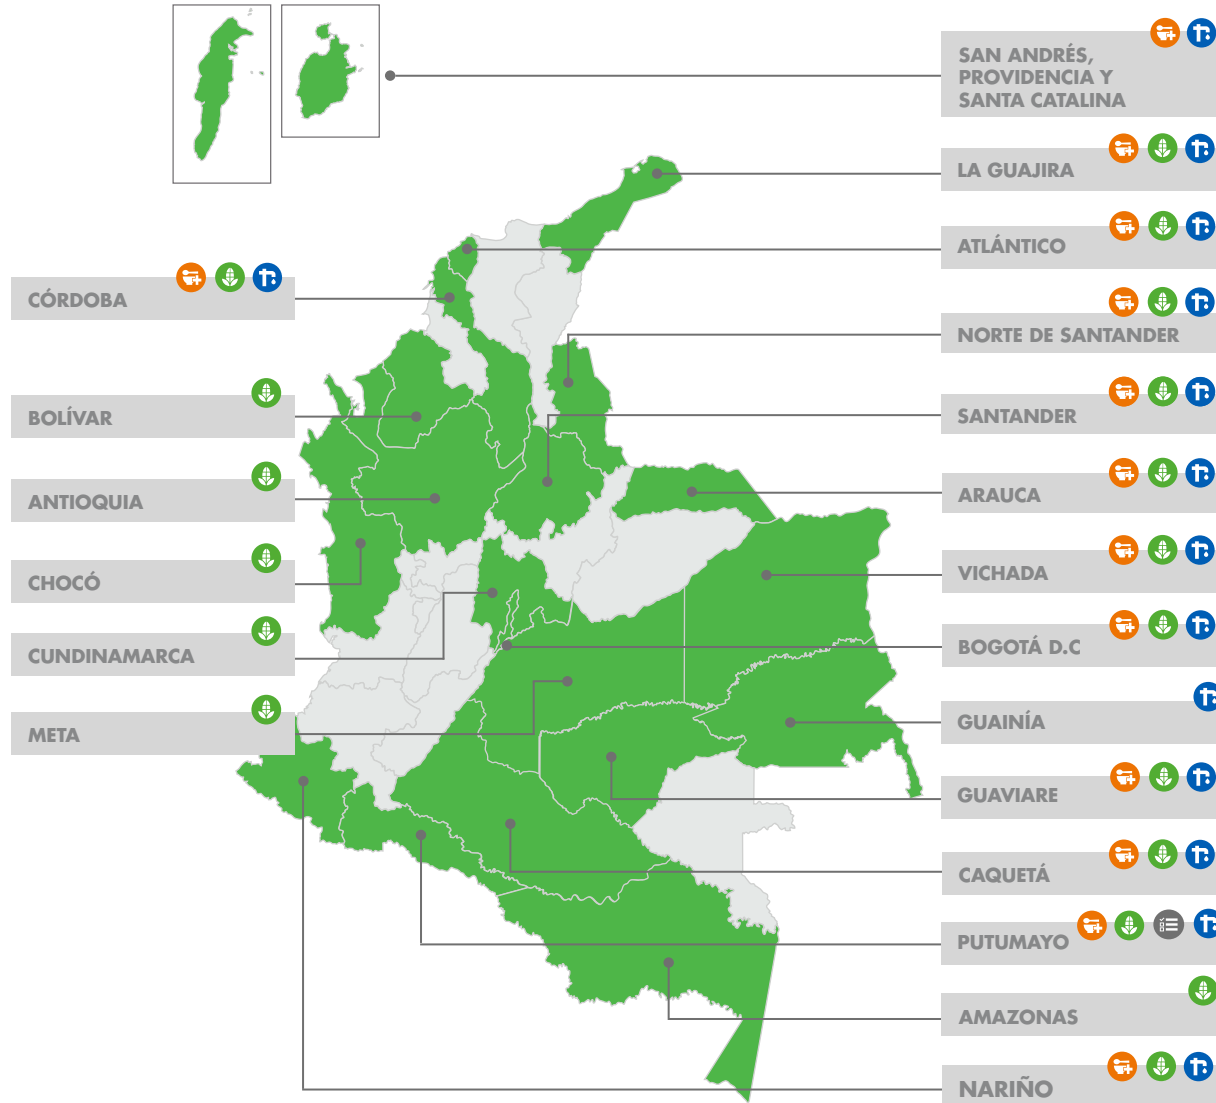 SAN ANDRÉS,
PROVIDENCIA Y
SANTA CATALINA
LA GUAJIRA
ATLÁNTICO
CÓRDOBA
NORTE DE SANTANDER
BOLÍVAR
SANTANDER
ANTIOQUIA
ARAUCA
CHOCÓ
VICHADA
CUNDINAMARCA
BOGOTÁ D.C
META
GUAINÍA
GUAVIARE
CAQUETÁ
PUTUMAYO
AMAZONAS
NARIÑO